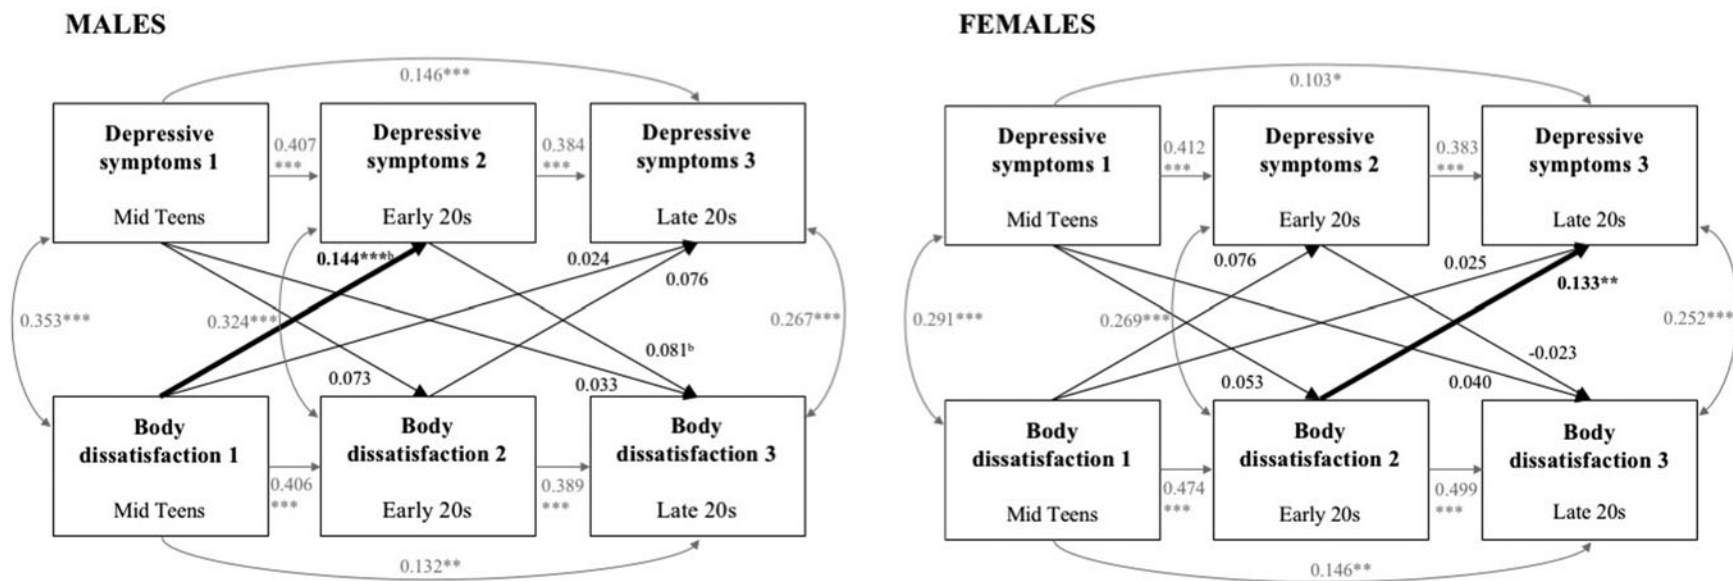 MALES
0.146***
Depressive
symptoms 1
Mid Teens
0.407
***
Depressive
symptoms 2
Early 20s
0.384
***
Depressive
symptoms 3
Late 20s
0.144***ᵇ
0.024
0.076
0.353***
0.324***
0.267***
0.081ᵇ
0.073
0.033
Body
dissatisfaction 1
Mid Teens
0.406
***
Body
dissatisfaction 2
Early 20s
0.389
***
Body
dissatisfaction 3
Late 20s
0.132**
FEMALES
0.103*
Depressive
symptoms 1
Mid Teens
0.412
***
Depressive
symptoms 2
Early 20s
0.383
***
Depressive
symptoms 3
Late 20s
0.076
0.025
0.133**
0.291***
0.269***
0.252***
-0.023
0.053
0.040
Body
dissatisfaction 1
Mid Teens
0.474
***
Body
dissatisfaction 2
Early 20s
0.499
***
Body
dissatisfaction 3
Late 20s
0.146**